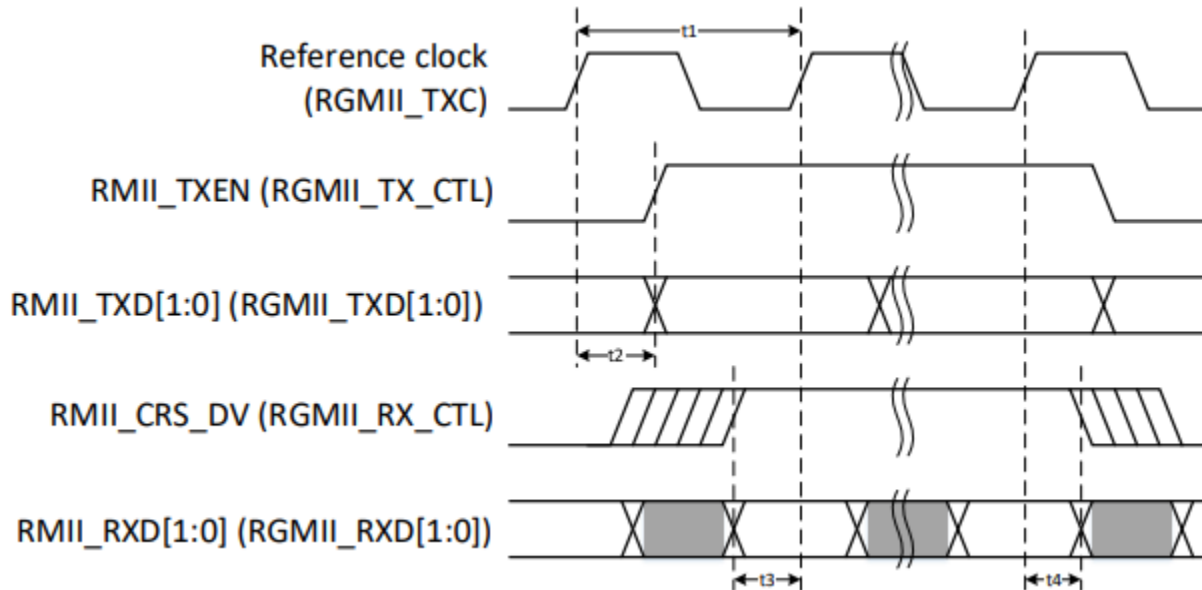 t1
Reference clock
(RGMII_TXC)
RMII_TXEN (RGMII_TX_CTL)
RMII_TXD[1:0] (RGMII_TXD[1:0])
t2
RMII_CRS_DV (RGMII_RX_CTL)
RMII_RXD[1:0] (RGMII_RXD[1:0])
t3 t4